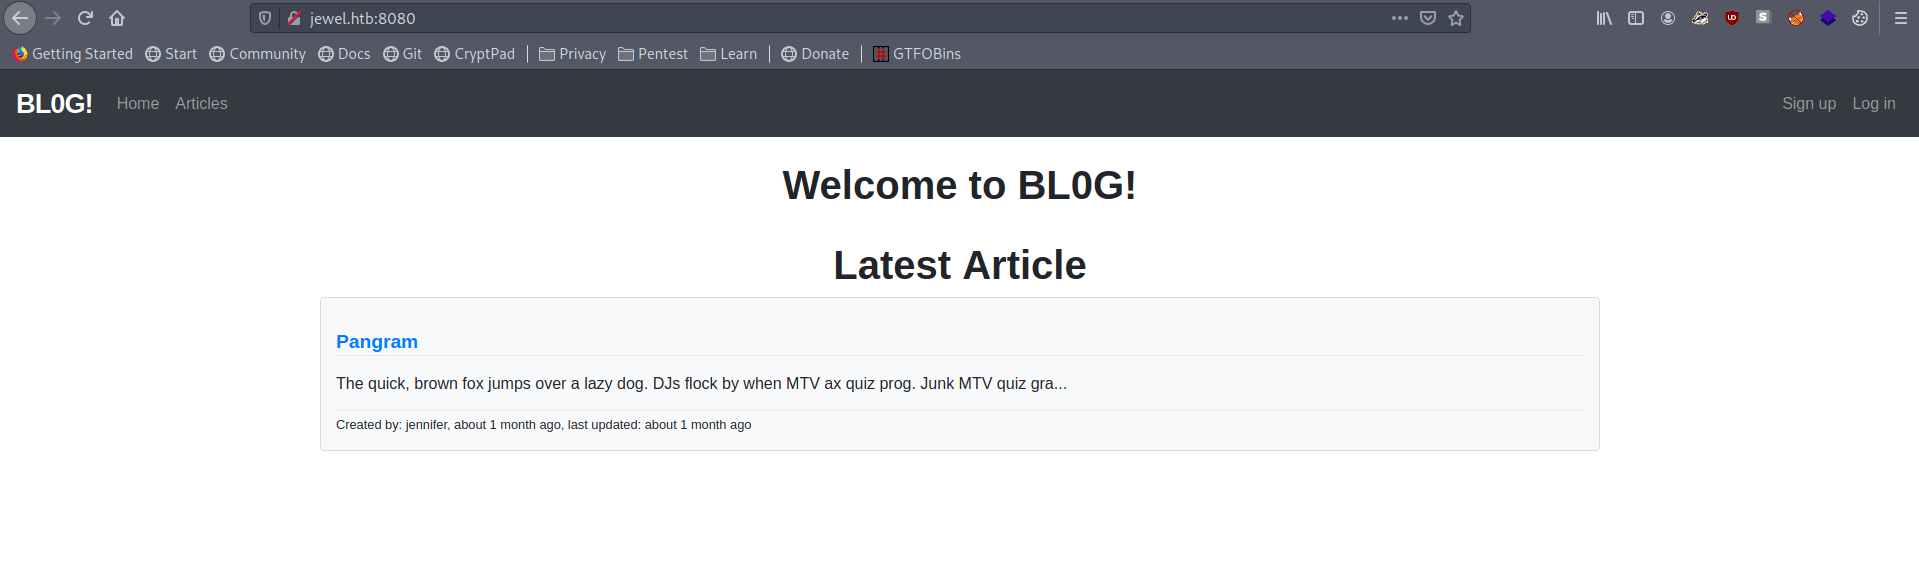 jewel.htb:8080
Getting Started Start Community Docs Git CryptPad Privacy Pentest Learn Donate GTFOBins
BL0G! Home Articles Sign up Log in
Welcome to BL0G!
Latest Article
Pangram
The quick, brown fox jumps over a lazy dog. DJs flock by when MTV ax quiz prog. Junk MTV quiz gra...
Created by: jennifer, about 1 month ago, last updated: about 1 month ago